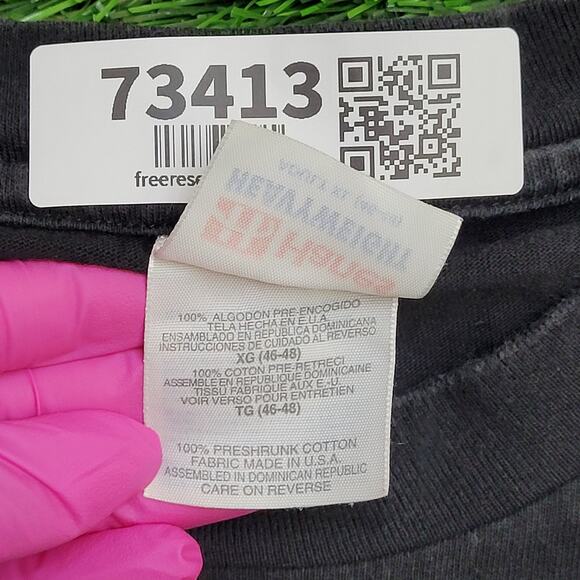 73413
freerese
Hanes
HEAVYWEIGHT
100% ALGODON PRE-ENCOGIDO
TELA HECHA EN E.U.A.
ENSAMBLADO EN REPUBLICA DOMINICANA
INSTRUCCIONES DE CUIDADO AL REVERSO
XG (46-48)
100% COTON PRE-RETRECI
ASSEMBLE EN REPUBLIQUE DOMINICAINE
TISSU FABRIQUE AUX E.-U.
VOIR VERSO POUR ENTRETIEN
TG (46-48)
100% PRESHRUNK COTTON
FABRIC MADE IN U.S.A.
ASSEMBLED IN DOMINICAN REPUBLIC
CARE ON REVERSE